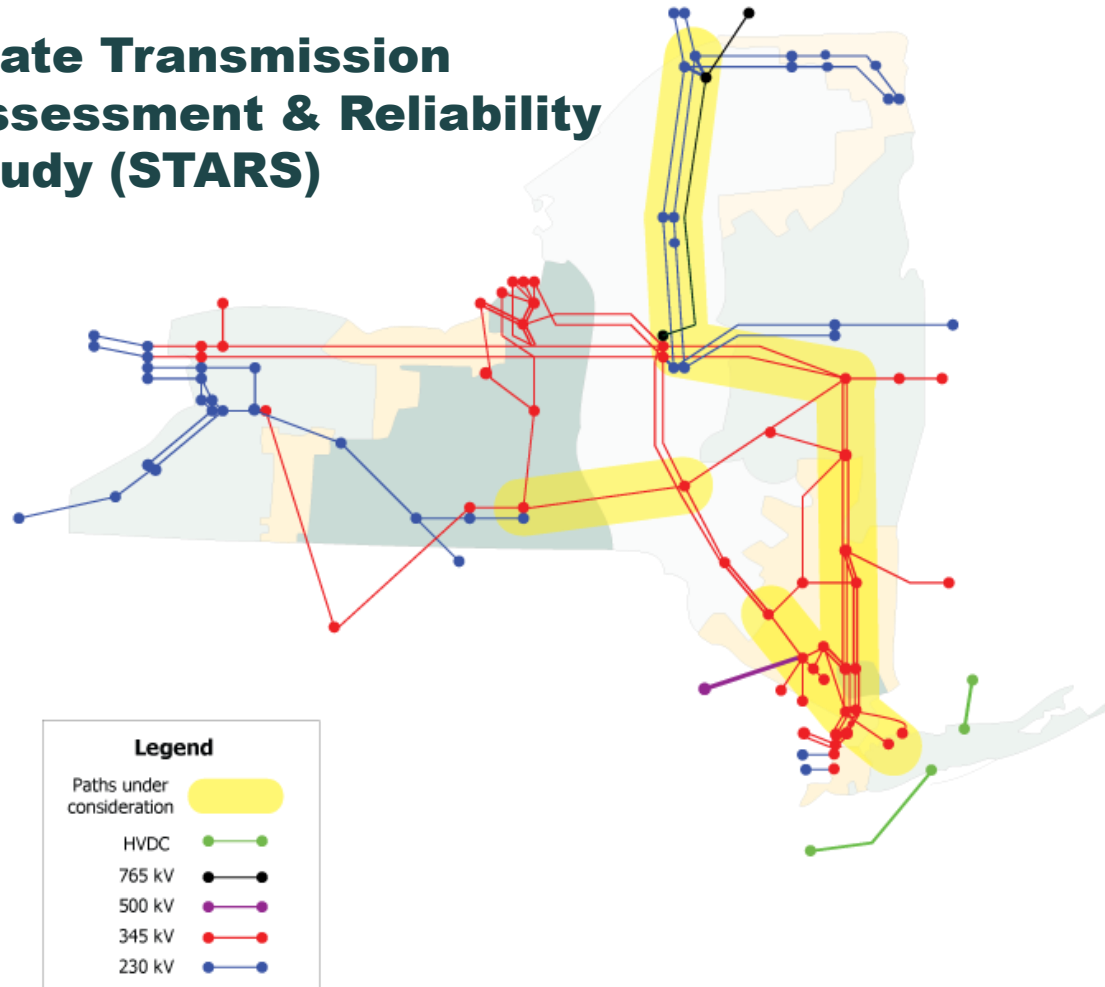 ate Transmission
ssessment & Reliability
udy (STARS)
Legend
Paths under
consideration
HVDC
765 kV
500 kV
345 kV
230 kV